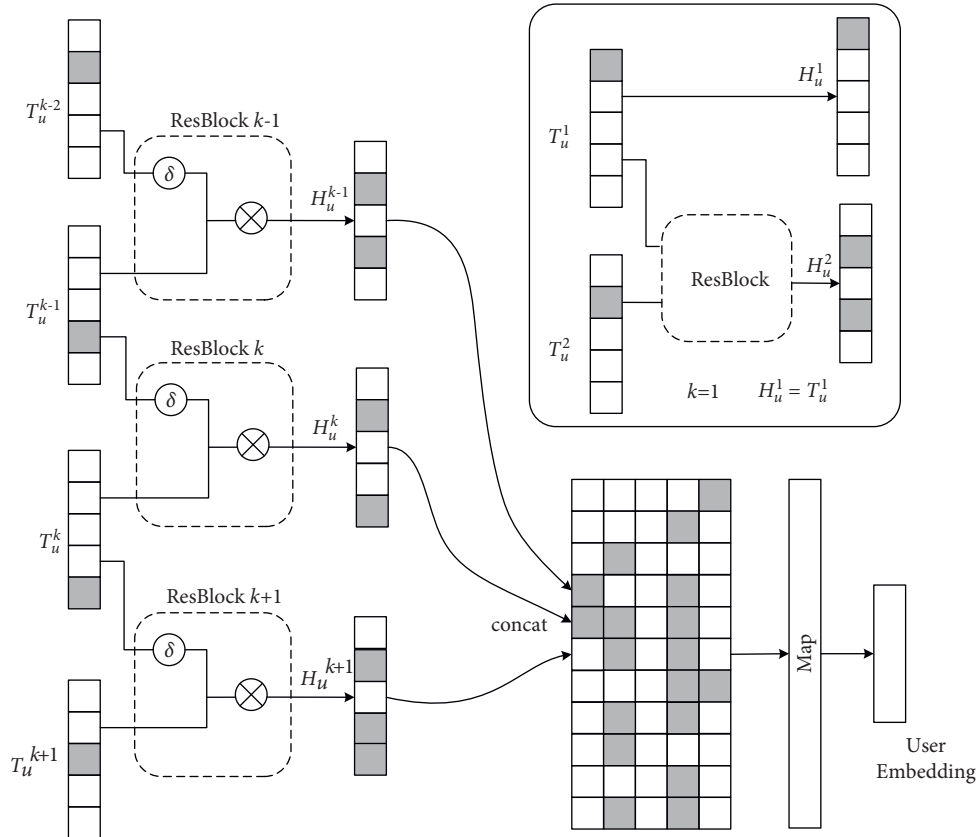 T_u^{k-2}
ResBlock k-1
δ
H_u^{k-1}
T_u^{k-1}
ResBlock k
δ
H_u^k
T_u^k
ResBlock k+1
δ
H_u^{k+1}
T_u^{k+1}
H_u^1
T_u^1
ResBlock
H_u^2
T_u^2
k=1 H_u^1 = T_u^1
concat
Map
User
Embedding